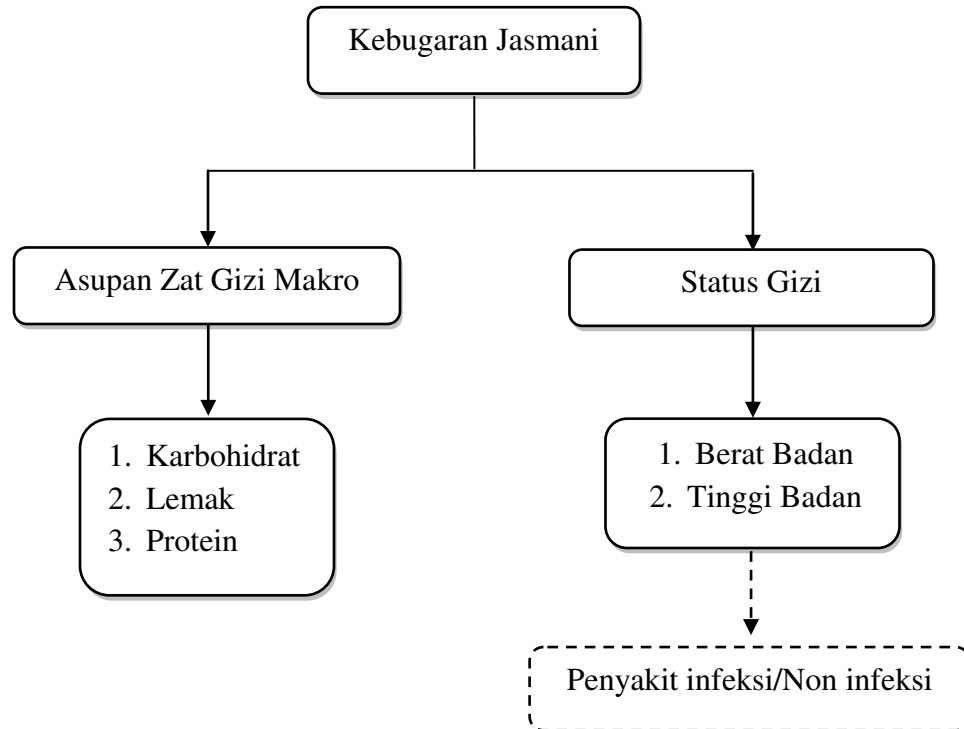 Kebugaran Jasmani
Asupan Zat Gizi Makro
Status Gizi
1. Karbohidrat
2. Lemak
3. Protein
1. Berat Badan
2. Tinggi Badan
Penyakit infeksi/Non infeksi